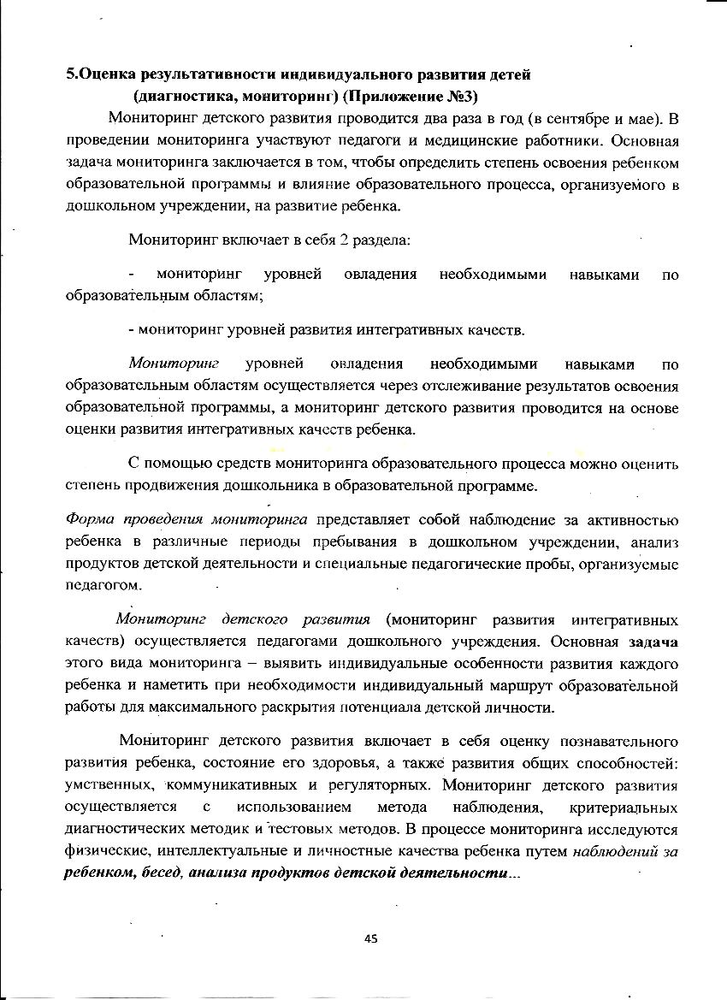 5.Оценка результативности индивидуального развития детей
(диагностика, мониторинг) (Приложение №3)
Мониторинг детского развития проводится два раза в год (в сентябре и мае). В
проведении мониторинга участвуют педагоги и медицинские работники. Основная
задача мониторинга заключается в том, чтобы определить степень освоения ребенком
образовательной программы и влияние образовательного процесса, организуемого в
дошкольном учреждении, на развитие ребенка.
Мониторинг включает в себя 2 раздела:
- мониторинг уровней овладения необходимыми навыками по
образовательным областям;
- мониторинг уровней развития интегративных качеств.
Мониторинг уровней овладения необходимыми навыками по
образовательным областям осуществляется через отслеживание результатов освоения
образовательной программы, а мониторинг детского развития проводится на основе
оценки развития интегративных качеств ребенка.
С помощью средств мониторинга образовательного процесса можно оценить
степень продвижения дошкольника в образовательной программе.
Форма проведения мониторинга представляет собой наблюдение за активностью
ребенка в различные периоды пребывания в дошкольном учреждении, анализ
продуктов детской деятельности и специальные педагогические пробы, организуемые
педагогом.
Мониторинг детского развития (мониторинг развития интегративных
качеств) осуществляется педагогами дошкольного учреждения. Основная задача
этого вида мониторинга – выявить индивидуальные особенности развития каждого
ребенка и наметить при необходимости индивидуальный маршрут образовательной
работы для максимального раскрытия потенциала детской личности.
Мониторинг детского развития включает в себя оценку познавательного
развития ребенка, состояние его здоровья, а также развития общих способностей:
умственных, коммуникативных и регуляторных. Мониторинг детского развития
осуществляется с использованием метода наблюдения, критериальных
диагностических методик и тестовых методов. В процессе мониторинга исследуются
физические, интеллектуальные и личностные качества ребенка путем наблюдений за
ребенком, бесед, анализа продуктов детской деятельности...
45